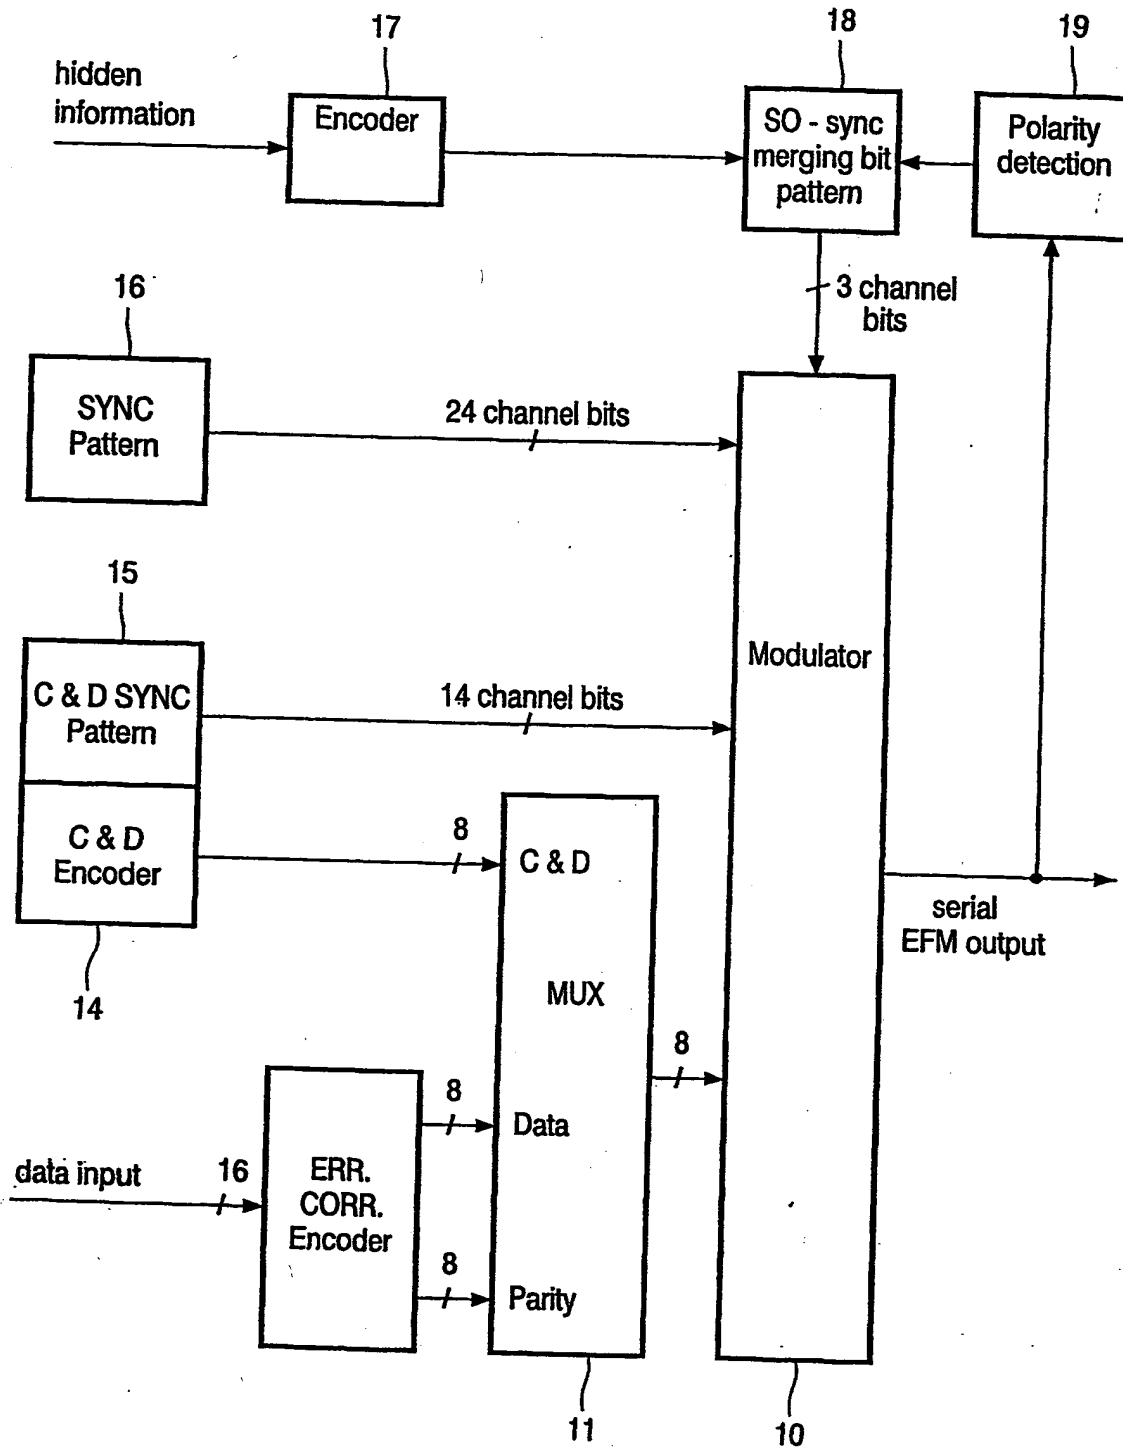 17
18
19
hidden
information
Encoder
SO - sync
merging bit
pattern
Polarity
detection
3 channel
bits
16
SYNC
Pattern
24 channel bits
15
C & D SYNC
Pattern
14 channel bits
Modulator
C & D
Encoder
8
C & D
14
serial
EFM output
MUX
8
8
Data
data input
16
ERR.
CORR.
Encoder
8
Parity
11
10